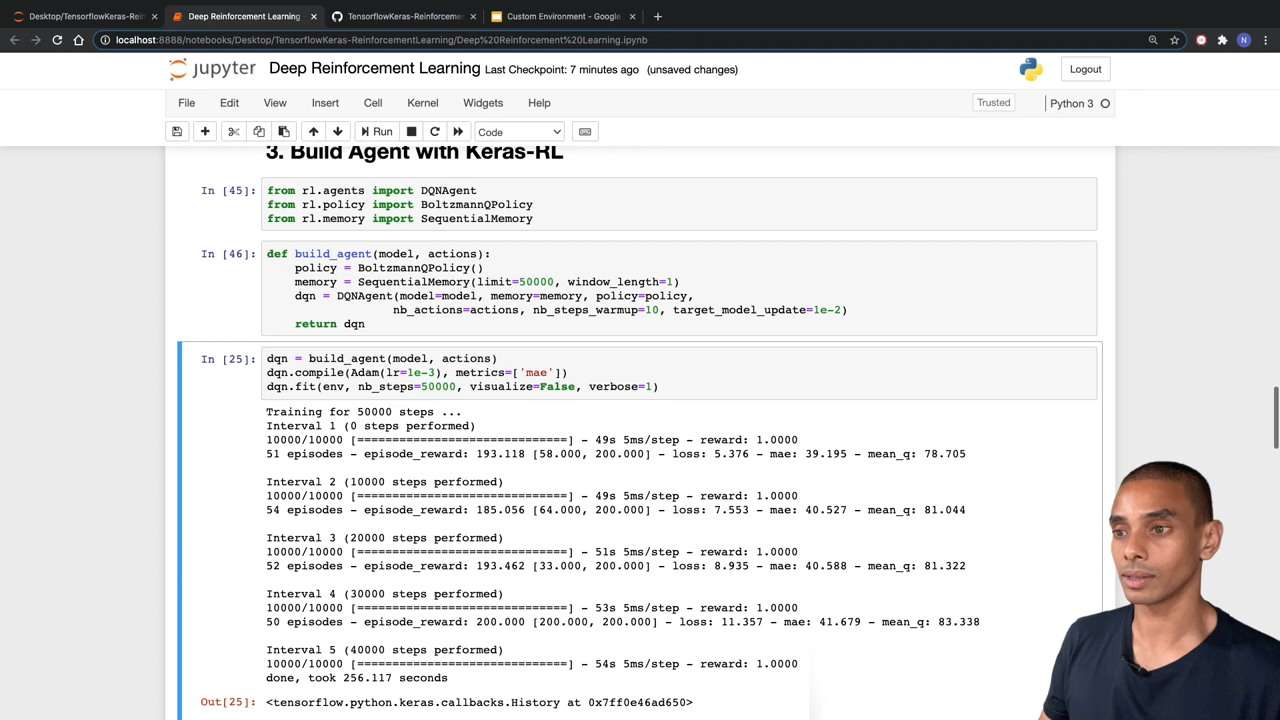 Desktop/TensorflowKeras-Rein
Deep Reinforcement Learning
TensorflowKeras-Reinforcement
Custom Environment - Google
localhost:8888/notebooks/Desktop/TensorflowKeras-ReinforcementLearning/Deep%20Reinforcement%20Learning.ipynb
N
jupyter Deep Reinforcement Learning Last Checkpoint: 7 minutes ago (unsaved changes)
Logout
File Edit View Insert Cell Kernel Widgets Help
Trusted
Python 3
Run
Code
3. Build Agent with Keras-RL
In [45]: from rl.agents import DQNAgent
from rl.policy import BoltzmannQPolicy
from rl.memory import SequentialMemory
In [46]: def build_agent(model, actions):
policy = BoltzmannQPolicy()
memory = SequentialMemory(limit=50000, window_length=1)
dqn = DQNAgent(model=model, memory=memory, policy=policy,
nb_actions=actions, nb_steps_warmup=10, target_model_update=1e-2)
return dqn
In [25]: dqn = build_agent(model, actions)
dqn.compile(Adam(lr=1e-3), metrics=['mae'])
dqn.fit(env, nb_steps=50000, visualize=False, verbose=1)
Training for 50000 steps ...
Interval 1 (0 steps performed)
10000/10000 [==============================] - 49s 5ms/step - reward: 1.0000
51 episodes - episode_reward: 193.118 [58.000, 200.000] - loss: 5.376 - mae: 39.195 - mean_q: 78.705
Interval 2 (10000 steps performed)
10000/10000 [==============================] - 49s 5ms/step - reward: 1.0000
54 episodes - episode_reward: 185.056 [64.000, 200.000] - loss: 7.553 - mae: 40.527 - mean_q: 81.044
Interval 3 (20000 steps performed)
10000/10000 [==============================] - 51s 5ms/step - reward: 1.0000
52 episodes - episode_reward: 193.462 [33.000, 200.000] - loss: 8.935 - mae: 40.588 - mean_q: 81.322
Interval 4 (30000 steps performed)
10000/10000 [==============================] - 53s 5ms/step - reward: 1.0000
50 episodes - episode_reward: 200.000 [200.000, 200.000] - loss: 11.357 - mae: 41.679 - mean_q: 83.338
Interval 5 (40000 steps performed)
10000/10000 [==============================] - 54s 5ms/step - reward: 1.0000
done, took 256.117 seconds
Out[25]: <tensorflow.python.keras.callbacks.History at 0x7ff0e46ad650>